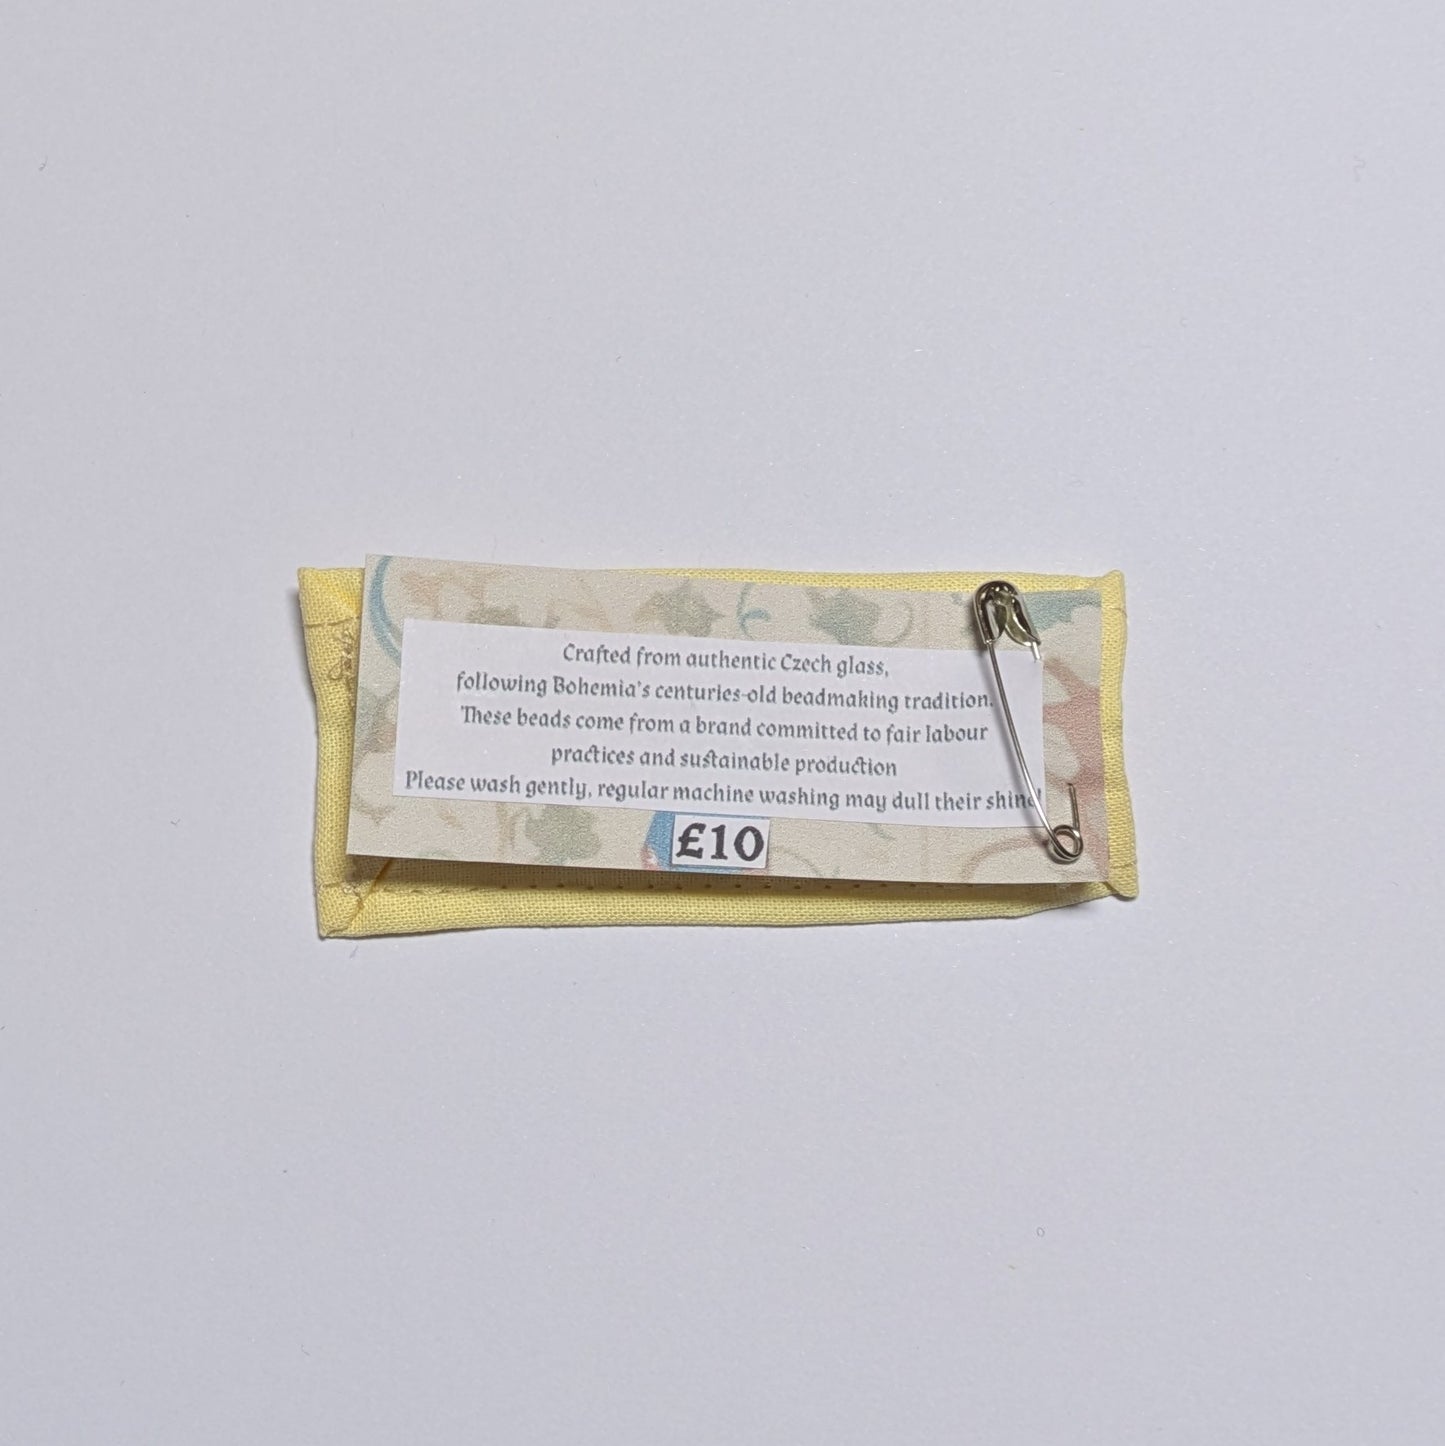 Crafted from authentic Czech glass,
following Bohemia's centuries-old beadmaking tradition.
These beads come from a brand committed to fair labour
practices and sustainable production
Please wash gently, regular machine washing may dull their shine!
£10